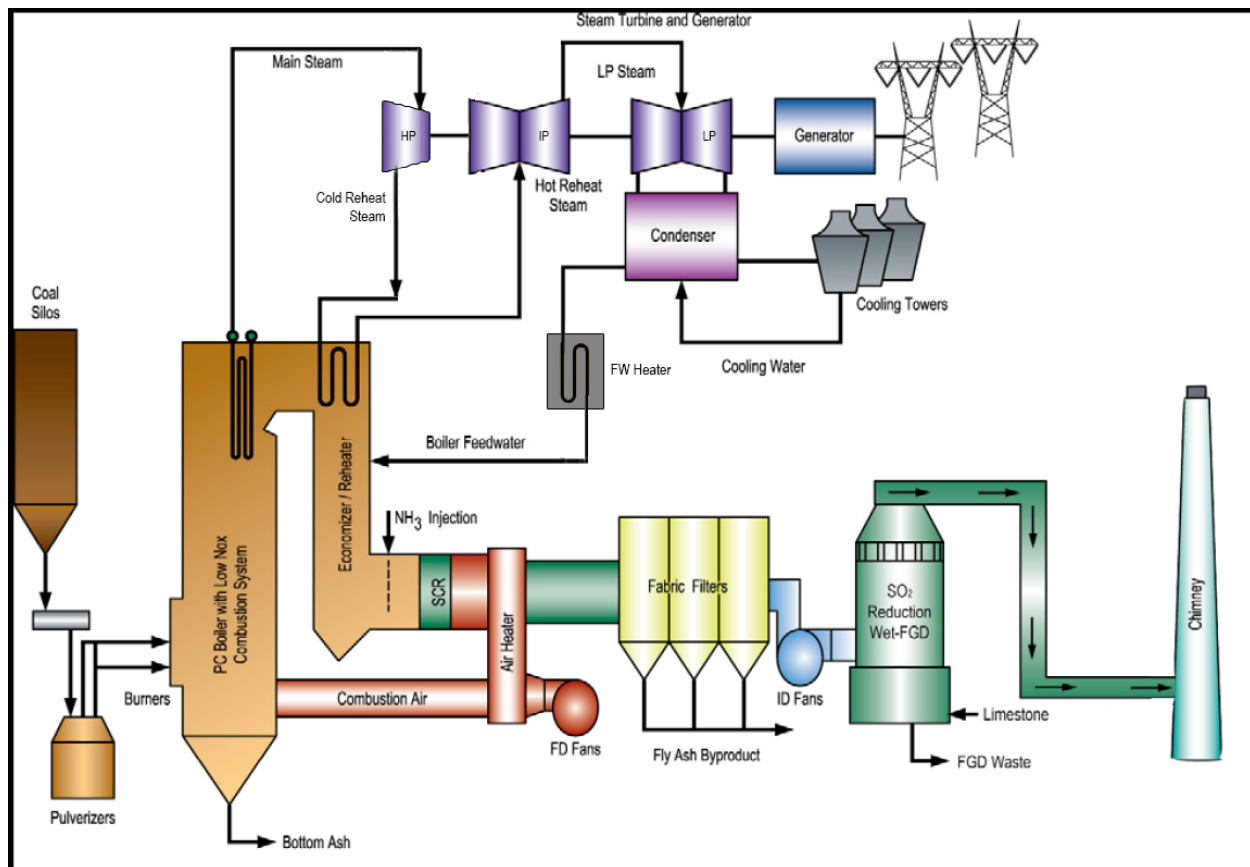 Steam Turbine and Generator
Main Steam
LP Steam
HP
IP
LP
Generator
Cold Reheat
Steam
Hot Reheat
Steam
Condenser
Coal
Silos
Cooling Towers
FW Heater
Cooling Water
Boiler Feedwater
PC Boiler with Low Nox
Combustion System
Economizer / Reheater
NH3 Injection
SCR
Air Heater
Fabric Filters
SO2
Reduction
Wet-FGD
Chimney
Burners
Combustion Air
FD Fans
ID Fans
Limestone
Fly Ash Byproduct
FGD Waste
Pulverizers
Bottom Ash